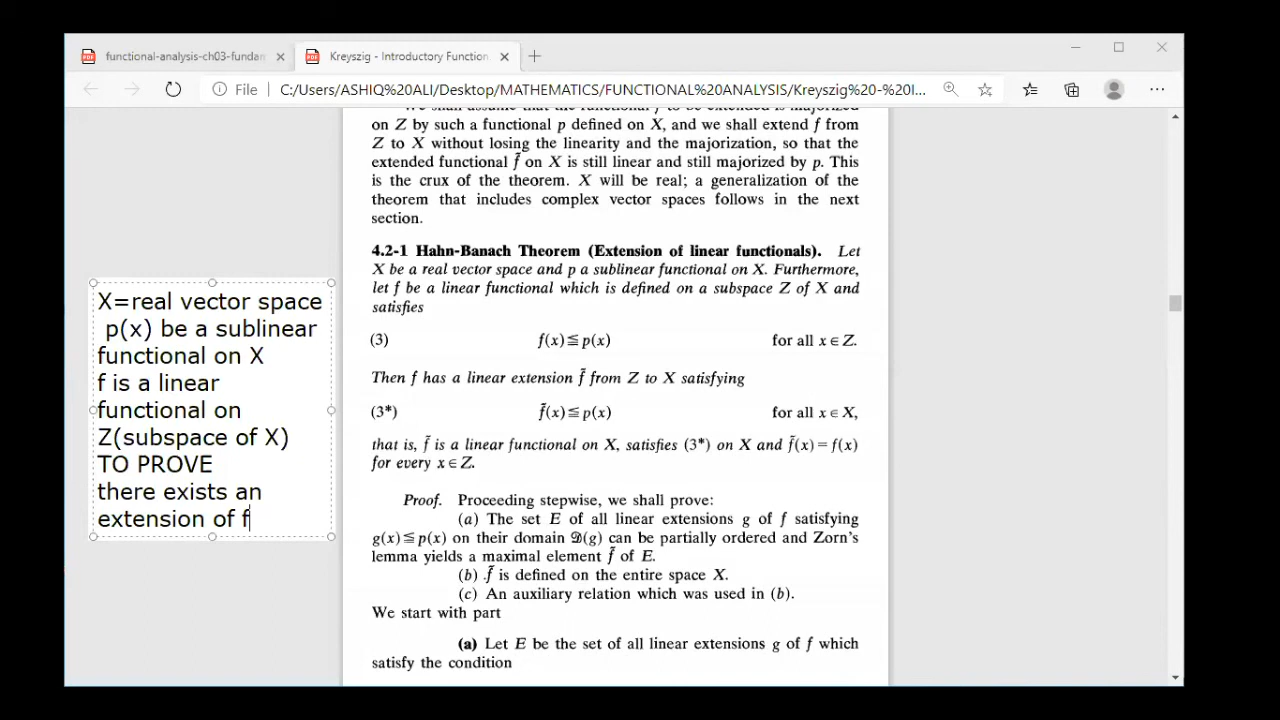 functional-analysis-ch03-fundan
Kreyszig - Introductory Function
File
C:/Users/ASHIQ%20ALI/Desktop/MATHEMATICS/FUNCTIONAL%20ANALYSIS/Kreyszig%20-%20I...
We shall assume that the functional f to be extended is majorized
on Z by such a functional p defined on X, and we shall extend f from
Z to X without losing the linearity and the majorization, so that the
extended functional f̃ on X is still linear and still majorized by p. This
is the crux of the theorem. X will be real; a generalization of the
theorem that includes complex vector spaces follows in the next
section.
4.2-1 Hahn-Banach Theorem (Extension of linear functionals). Let
X be a real vector space and p a sublinear functional on X. Furthermore,
let f be a linear functional which is defined on a subspace Z of X and
satisfies
(3) f(x)≦p(x) for all x∈Z.
Then f has a linear extension f̃ from Z to X satisfying
(3*) f̃(x)≦p(x) for all x∈X,
that is, f̃ is a linear functional on X, satisfies (3*) on X and f̃(x)=f(x)
for every x∈Z.
Proof. Proceeding stepwise, we shall prove:
(a) The set E of all linear extensions g of f satisfying
g(x)≦p(x) on their domain 𝔇(g) can be partially ordered and Zorn's
lemma yields a maximal element f̃ of E.
(b) f̃ is defined on the entire space X.
(c) An auxiliary relation which was used in (b).
We start with part
(a) Let E be the set of all linear extensions g of f which
satisfy the condition
X=real vector space
p(x) be a sublinear
functional on X
f is a linear
functional on
Z(subspace of X)
TO PROVE
there exists an
extension of f